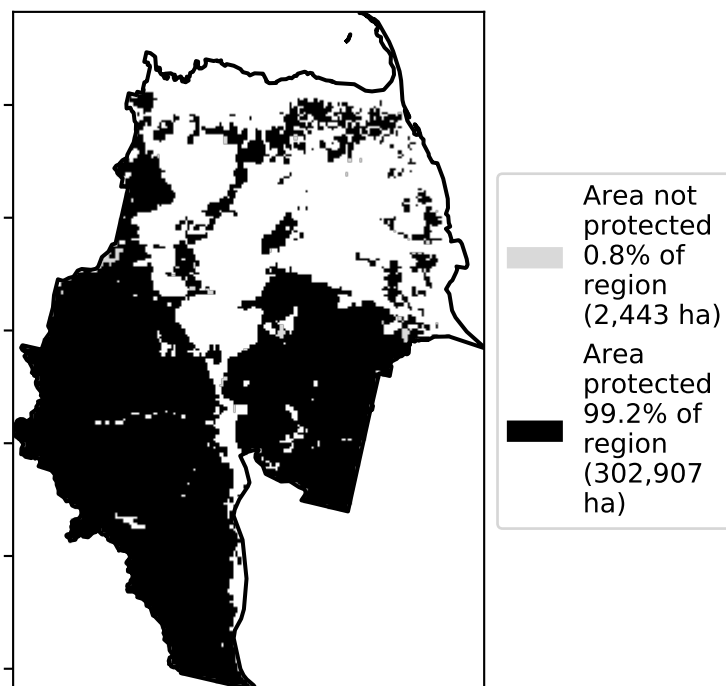 Area not
protected
0.8% of
region
(2,443 ha)
Area
protected
99.2% of
region
(302,907
ha)